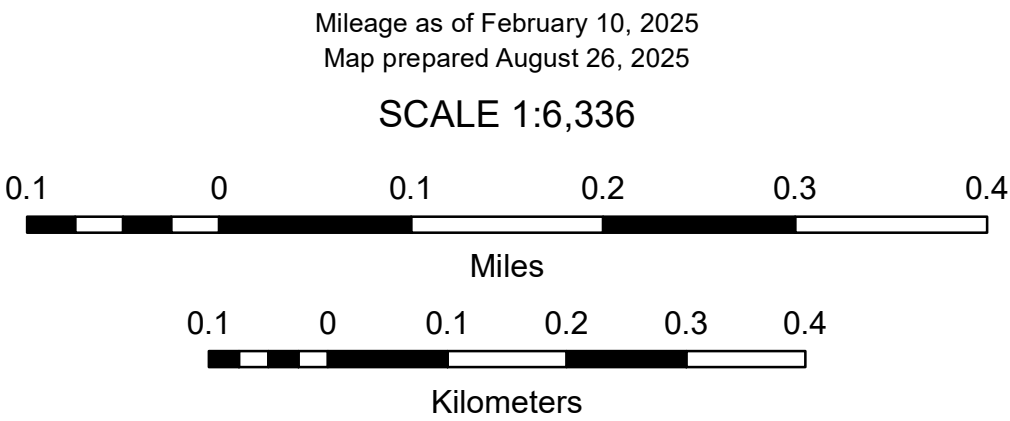 Mileage as of February 10, 2025
Map prepared August 26, 2025
SCALE 1:6,336
0.1 0 0.1 0.2 0.3 0.4
Miles
0.1 0 0.1 0.2 0.3 0.4
Kilometers